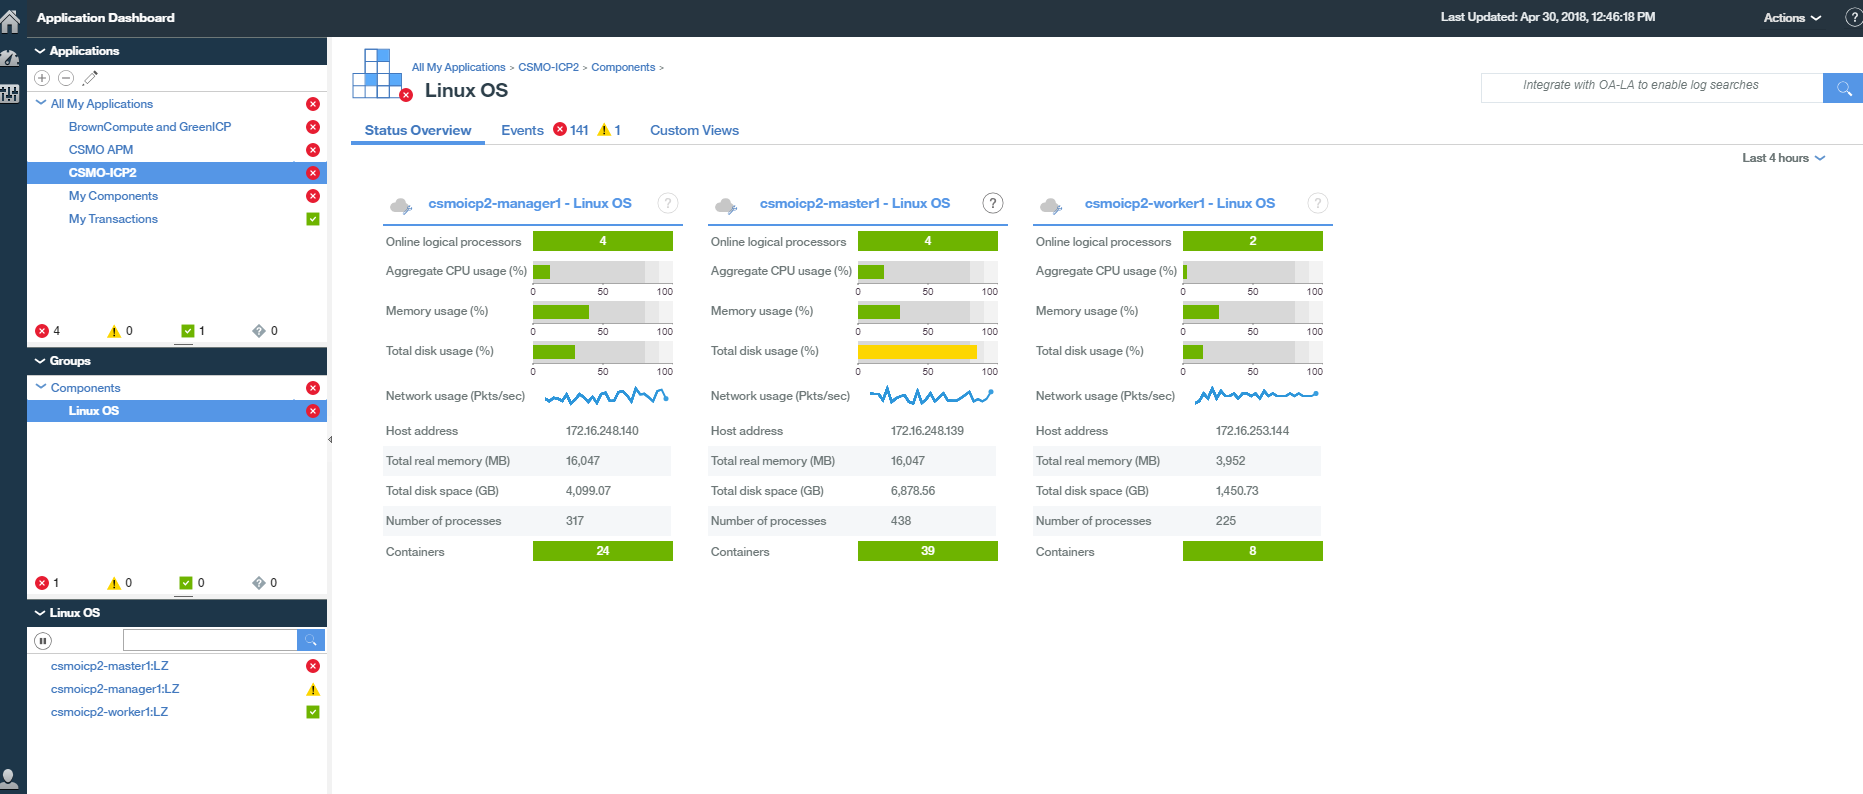 Application Dashboard
Last Updated: Apr 30, 2018, 12:46:18 PM
Actions
?
Applications
All My Applications
BrownCompute and GreenICP
CSMO APM
CSMO-ICP2
My Components
My Transactions
4 0 1 0
Groups
Components
Linux OS
1 0 0 0
Linux OS
csmoicp2-master1:LZ
csmoicp2-manager1:LZ
csmoicp2-worker1:LZ
All My Applications > CSMO-ICP2 > Components >
Linux OS
Integrate with OA-LA to enable log searches
Status Overview Events 141 1 Custom Views
Last 4 hours
csmoicp2-manager1 - Linux OS ?
Online logical processors 4
Aggregate CPU usage (%)
0 50 100
Memory usage (%)
0 50 100
Total disk usage (%)
0 50 100
Network usage (Pkts/sec)
Host address 172.16.248.140
Total real memory (MB) 16,047
Total disk space (GB) 4,099.07
Number of processes 317
Containers 24
csmoicp2-master1 - Linux OS ?
Online logical processors 4
Aggregate CPU usage (%)
0 50 100
Memory usage (%)
0 50 100
Total disk usage (%)
0 50 100
Network usage (Pkts/sec)
Host address 172.16.248.139
Total real memory (MB) 16,047
Total disk space (GB) 6,878.56
Number of processes 438
Containers 39
csmoicp2-worker1 - Linux OS ?
Online logical processors 2
Aggregate CPU usage (%)
0 50 100
Memory usage (%)
0 50 100
Total disk usage (%)
0 50 100
Network usage (Pkts/sec)
Host address 172.16.253.144
Total real memory (MB) 3,952
Total disk space (GB) 1,450.73
Number of processes 225
Containers 8